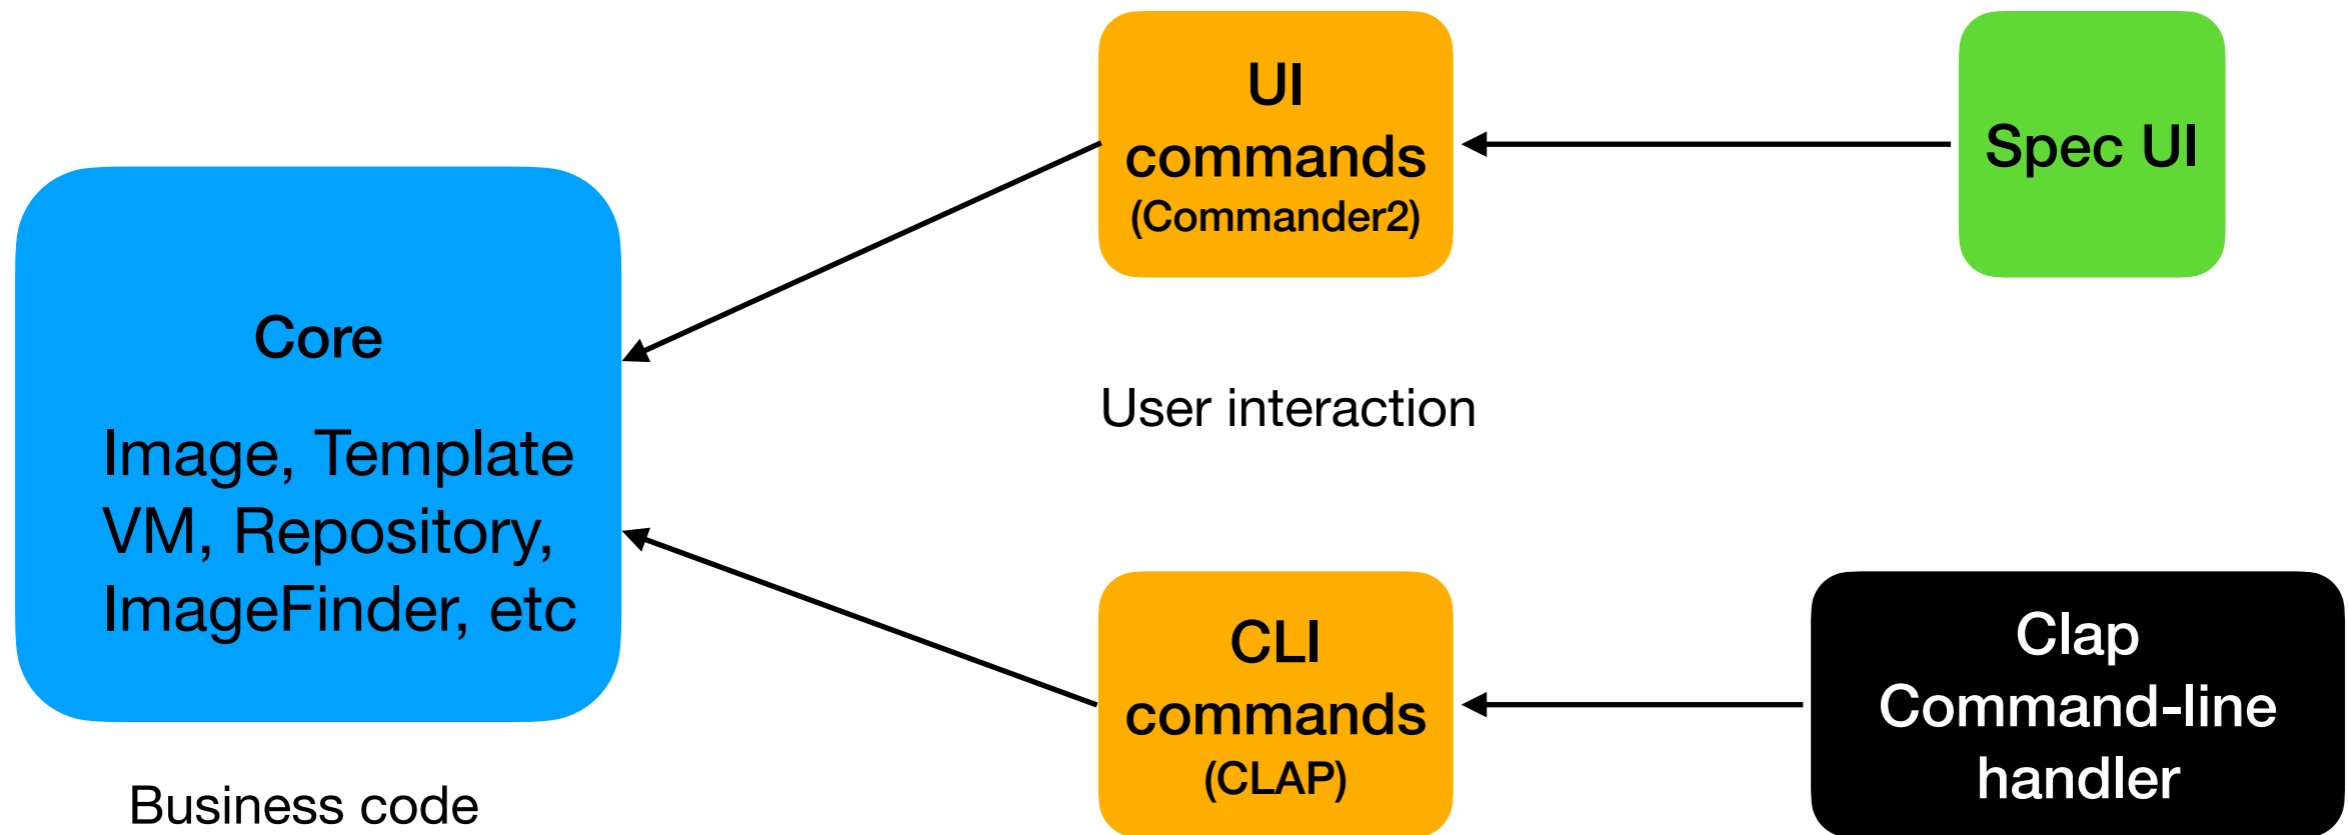 Core
Image, Template
VM, Repository,
ImageFinder, etc
Business code
UI
commands
(Commander2)
User interaction
CLI
commands
(CLAP)
Spec UI
Clap
Command-line
handler